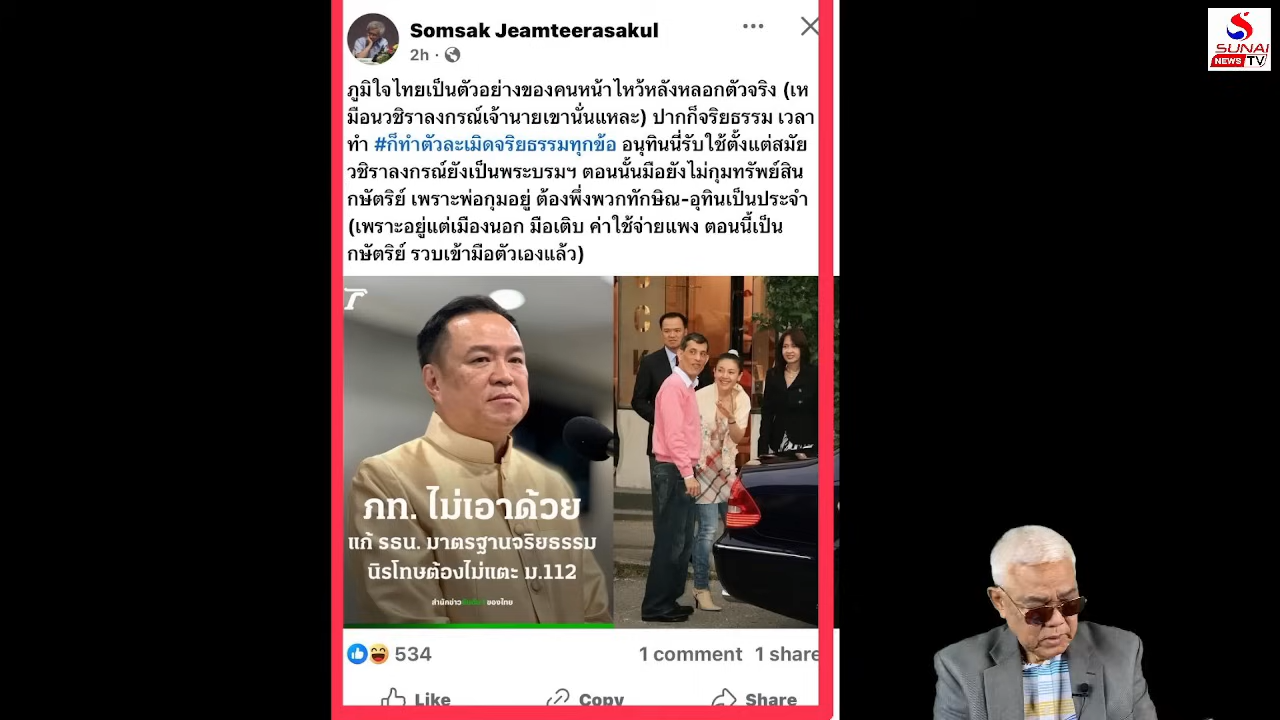 Somsak Jeamteerasakul
2h
ภูมิใจไทยเป็นตัวอย่างของคนหน้าไหว้หลังหลอกตัวจริง (เห
มือนวชิราลงกรณ์เจ้านายเขานั่นแหละ) ปากก็จริยธรรม เวลา
ทำ #ก็ทำตัวละเมิดจริยธรรมทุกข้อ อนุทินนี่รับใช้ตั้งแต่สมัย
วชิราลงกรณ์ยังเป็นพระบรมฯ ตอนนั้นมือยังไม่กุมทรัพย์สิน
กษัตริย์ เพราะพ่อกุมอยู่ ต้องพึ่งพวกทักษิณ-อุทินเป็นประจำ
(เพราะอยู่แต่เมืองนอก มือเติบ ค่าใช้จ่ายแพง ตอนนี้เป็น
กษัตริย์ รวบเข้ามือตัวเองแล้ว)
ภท. ไม่เอาด้วย
แก้ รธน. มาตรฐานจริยธรรม
นิรโทษต้องไม่แตะ ม.112
534
1 comment 1 share
Like Copy Share
SUNAI
NEWS TV